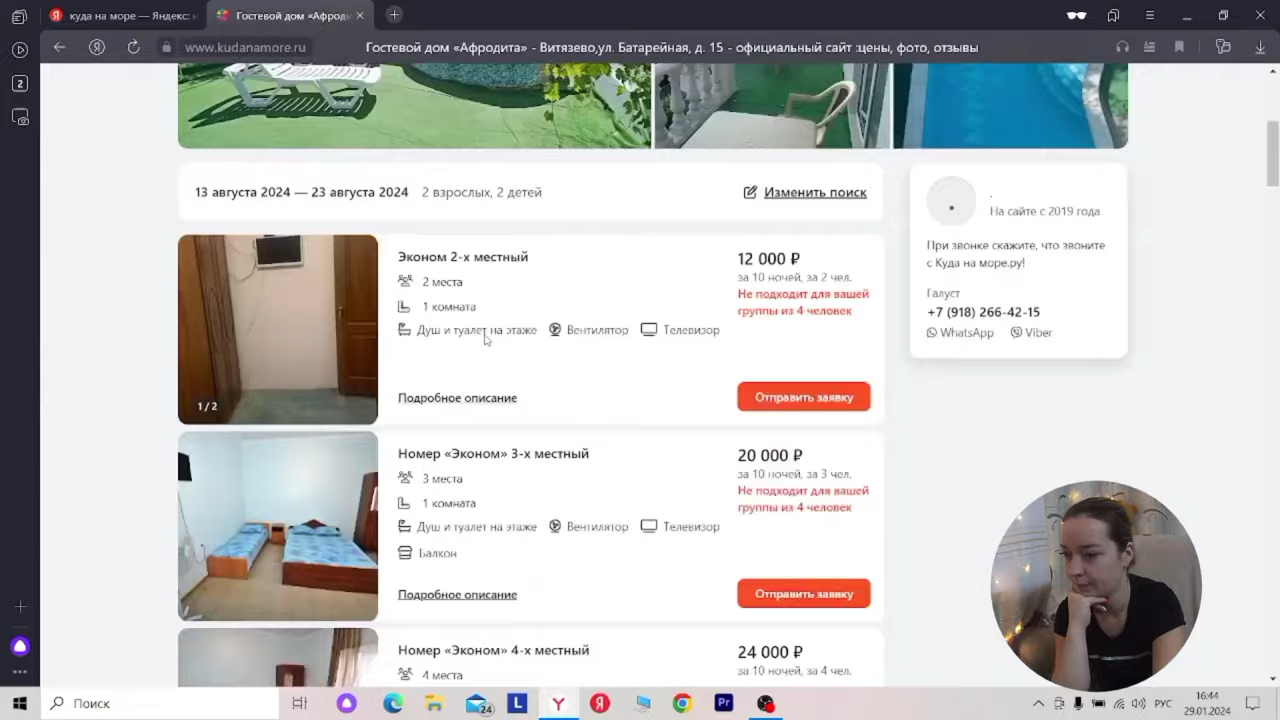 куда на море — Яндекс: н
Гостевой дом «Афроди
www.kudanamore.ru
Гостевой дом «Афродита» - Витязево,ул. Батарейная, д. 15 - официальный сайт :цены, фото, отзывы
2
13 августа 2024 — 23 августа 2024 2 взрослых, 2 детей
Изменить поиск
На сайте с 2019 года
При звонке скажите, что звоните
с Куда на море.ру!
Галуст
+7 (918) 266-42-15
WhatsApp Viber
Эконом 2-х местный
2 места
1 комната
Душ и туалет на этаже Вентилятор Телевизор
Подробное описание
1 / 2
12 000 ₽
за 10 ночей, за 2 чел.
Не подходит для вашей
группы из 4 человек
Отправить заявку
Номер «Эконом» 3-х местный
3 места
1 комната
Душ и туалет на этаже Вентилятор Телевизор
Балкон
Подробное описание
20 000 ₽
за 10 ночей, за 3 чел.
Не подходит для вашей
группы из 4 человек
Отправить заявку
Номер «Эконом» 4-х местный
4 места
24 000 ₽
за 10 ночей, за 4 чел.
Поиск
24
L
Y
Я
Pr
РУС
16:44
29.01.2024